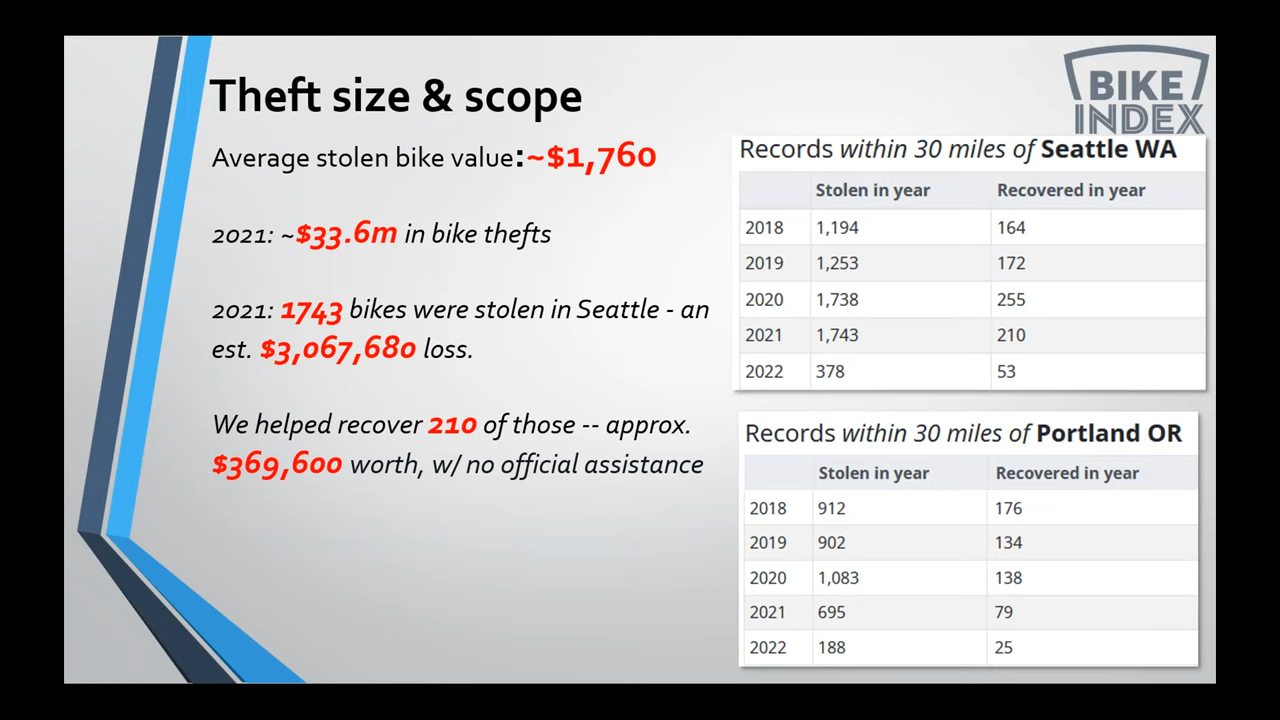 Theft size & scope
BIKE
INDEX
Average stolen bike value:~$1,760
2021: ~$33.6m in bike thefts
2021: 1743 bikes were stolen in Seattle - an
est. $3,067,680 loss.
We helped recover 210 of those -- approx.
$369,600 worth, w/ no official assistance
Records within 30 miles of Seattle WA
Stolen in year Recovered in year
2018 1,194 164
2019 1,253 172
2020 1,738 255
2021 1,743 210
2022 378 53
Records within 30 miles of Portland OR
Stolen in year Recovered in year
2018 912 176
2019 902 134
2020 1,083 138
2021 695 79
2022 188 25